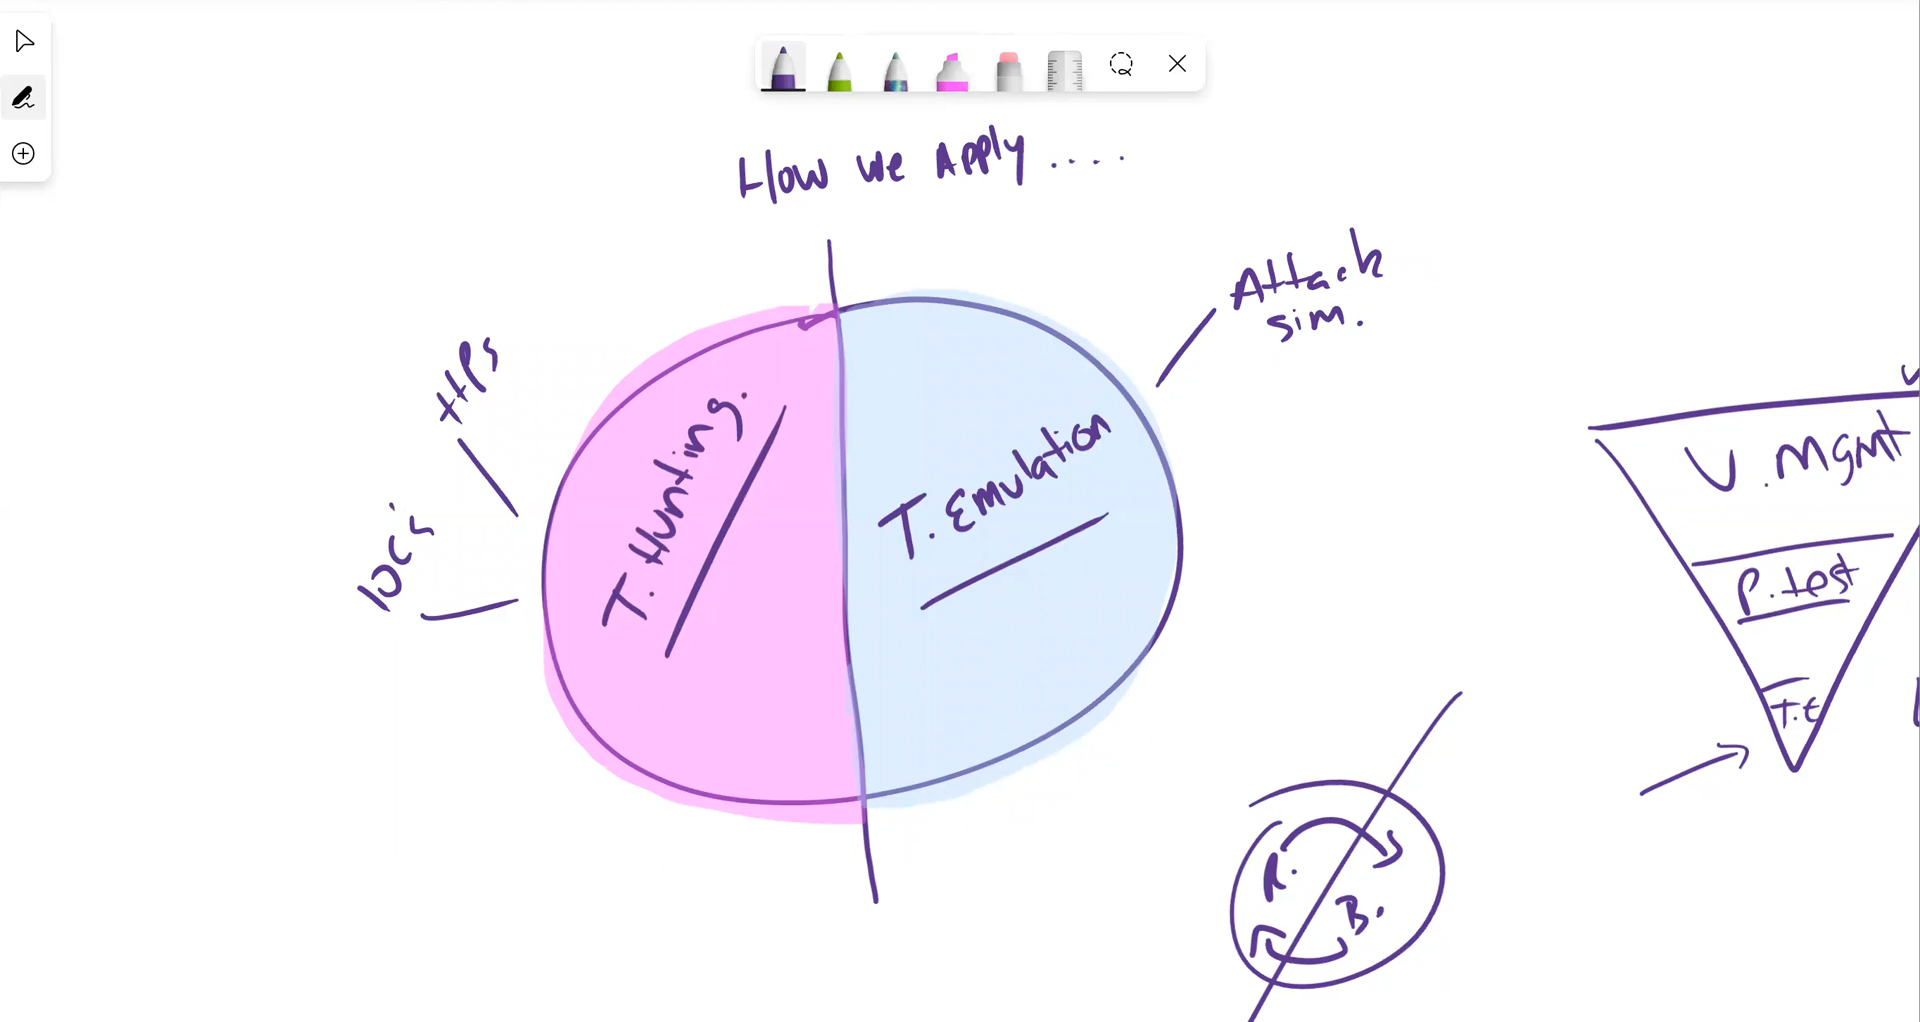 How we Apply ....
Attack
sim.
ttPs
IOC's
T. Hunting.
T. Emulation
V. Mgmt
P. test
T.E
R.
B.